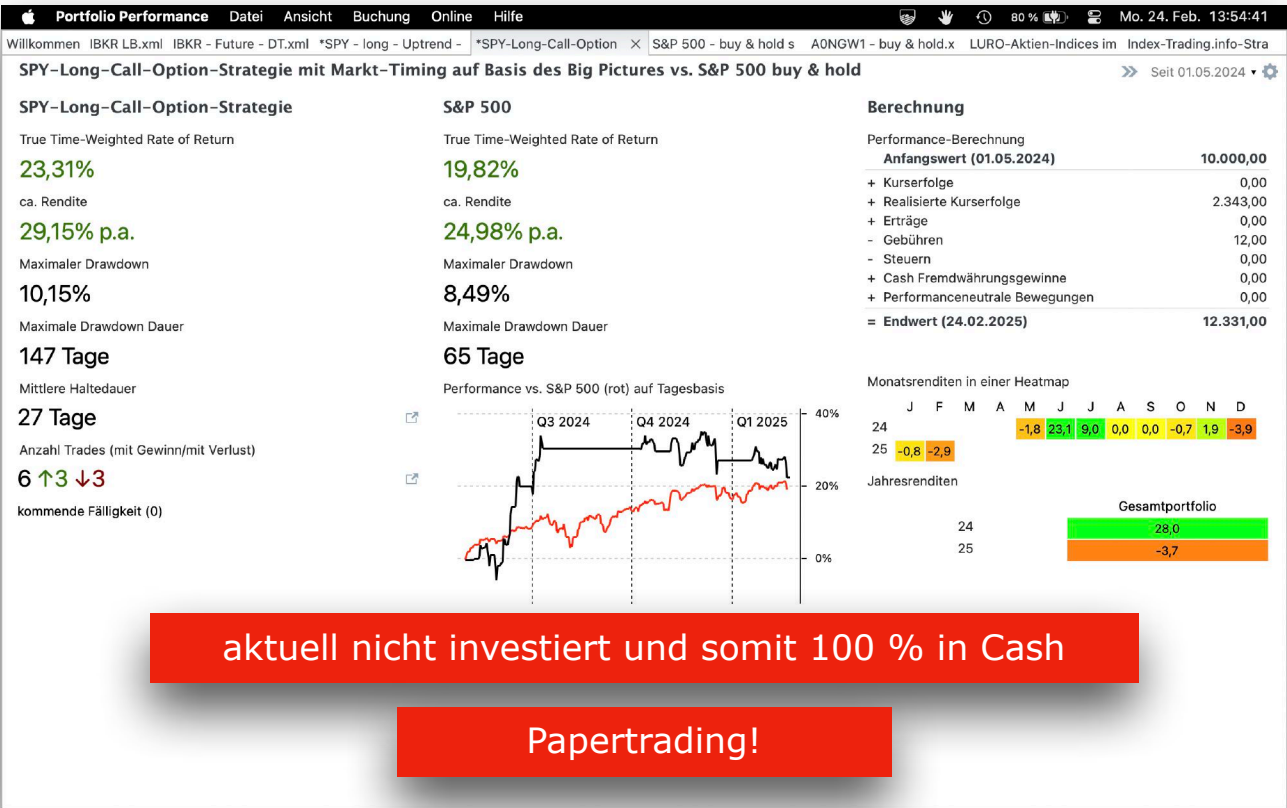 Portfolio Performance Datei Ansicht Buchung Online Hilfe 80 % Mo. 24. Feb. 13:54:41
Willkommen IBKR LB.xml IBKR - Future - DT.xml *SPY - long - Uptrend - *SPY-Long-Call-Option × S&P 500 - buy & hold s A0NGW1 - buy & hold.x LURO-Aktien-Indices im Index-Trading.info-Stra
SPY-Long-Call-Option-Strategie mit Markt-Timing auf Basis des Big Pictures vs. S&P 500 buy & hold
Seit 01.05.2024
SPY-Long-Call-Option-Strategie
True Time-Weighted Rate of Return
23,31%
ca. Rendite
29,15% p.a.
Maximaler Drawdown
10,15%
Maximale Drawdown Dauer
147 Tage
Mittlere Haltedauer
27 Tage
Anzahl Trades (mit Gewinn/mit Verlust)
6 ↑3 ↓3
kommende Fälligkeit (0)
S&P 500
True Time-Weighted Rate of Return
19,82%
ca. Rendite
24,98% p.a.
Maximaler Drawdown
8,49%
Maximale Drawdown Dauer
65 Tage
Performance vs. S&P 500 (rot) auf Tagesbasis
Q3 2024 Q4 2024 Q1 2025
40%
20%
0%
Berechnung
Performance-Berechnung
Anfangswert (01.05.2024) 10.000,00
+ Kurserfolge 0,00
+ Realisierte Kurserfolge 2.343,00
+ Erträge 0,00
- Gebühren 12,00
- Steuern 0,00
+ Cash Fremdwährungsgewinne 0,00
+ Performanceneutrale Bewegungen 0,00
= Endwert (24.02.2025) 12.331,00
Monatsrenditen in einer Heatmap
J F M A M J J A S O N D
24 -1,8 23,1 9,0 0,0 0,0 -0,7 1,9 -3,9
25 -0,8 -2,9
Jahresrenditen
Gesamtportfolio
24 28,0
25 -3,7
aktuell nicht investiert und somit 100 % in Cash
Papertrading!